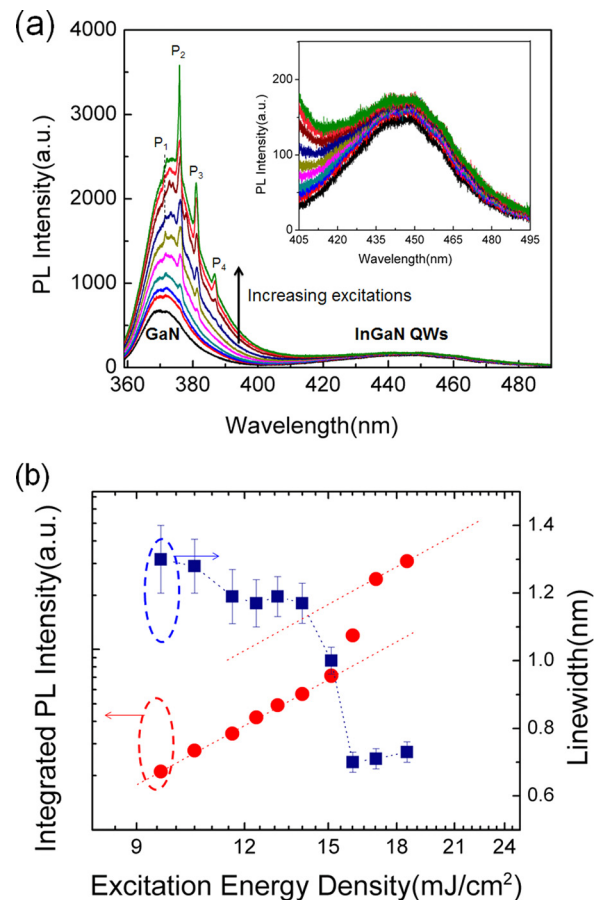 (a)
4000
3000
2000
1000
0
PL Intensity(a.u.)
P1
P2
P3
P4
GaN
InGaN QWs
Increasing excitations
360
380
400
420
440
460
480
Wavelength(nm)
200
100
0
PL Intensity(a.u.)
405
420
435
450
465
480
495
Wavelength(nm)
(b)
Integrated PL Intensity(a.u.)
1.4
1.2
1.0
0.8
0.6
Linewidth(nm)
9
12
15
18
21
24
Excitation Energy Density(mJ/cm²)